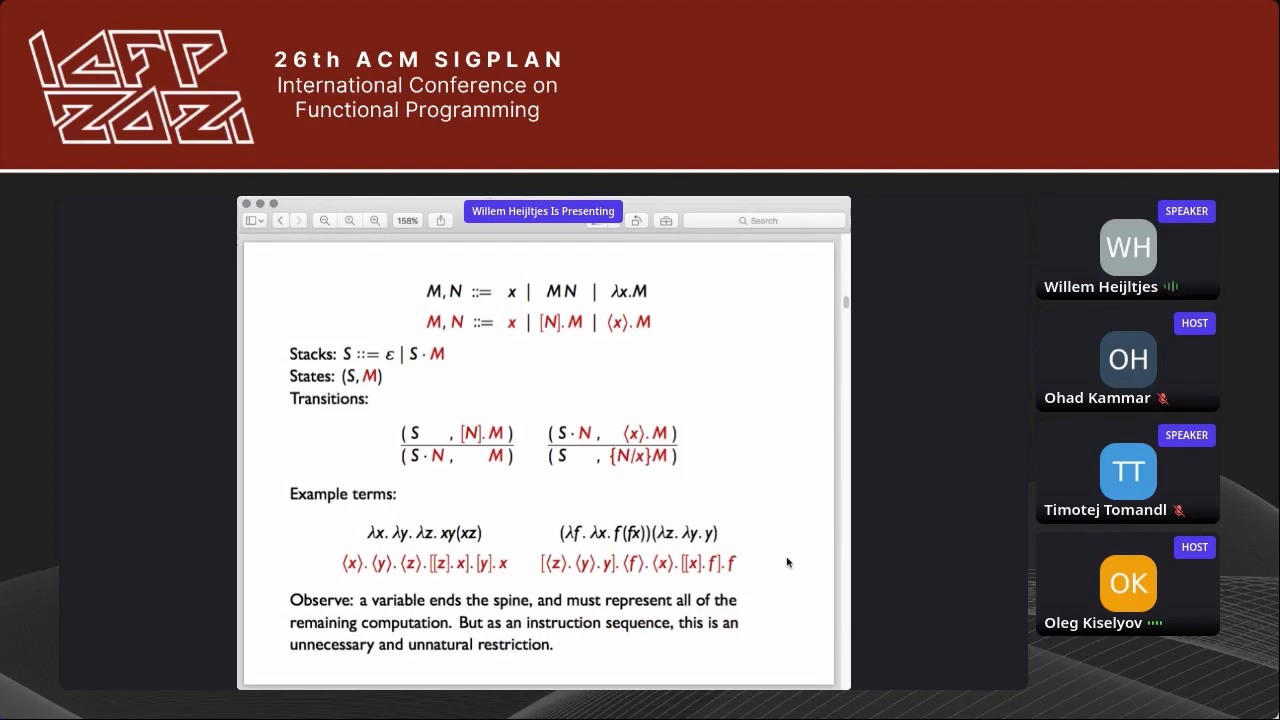 ICFP
2021
26th ACM SIGPLAN
International Conference on
Functional Programming
Willem Heijltjes Is Presenting
158%
Search
M, N ::= x | M N | λx.M
M, N ::= x | [N]. M | ⟨x⟩. M
Stacks: S ::= ε | S · M
States: (S, M)
Transitions:
( S , [N]. M ) ( S · N , ⟨x⟩. M )
( S · N , M ) ( S , {N/x}M )
Example terms:
λx. λy. λz. xy(xz) (λf. λx. f(fx))(λz. λy. y)
⟨x⟩. ⟨y⟩. ⟨z⟩. [[z]. x]. [y]. x [⟨z⟩. ⟨y⟩. y]. ⟨f⟩. ⟨x⟩. [[x]. f]. f
Observe: a variable ends the spine, and must represent all of the
remaining computation. But as an instruction sequence, this is an
unnecessary and unnatural restriction.
SPEAKER
WH
Willem Heijltjes
HOST
OH
Ohad Kammar
SPEAKER
TT
Timotej Tomandl
HOST
OK
Oleg Kiselyov